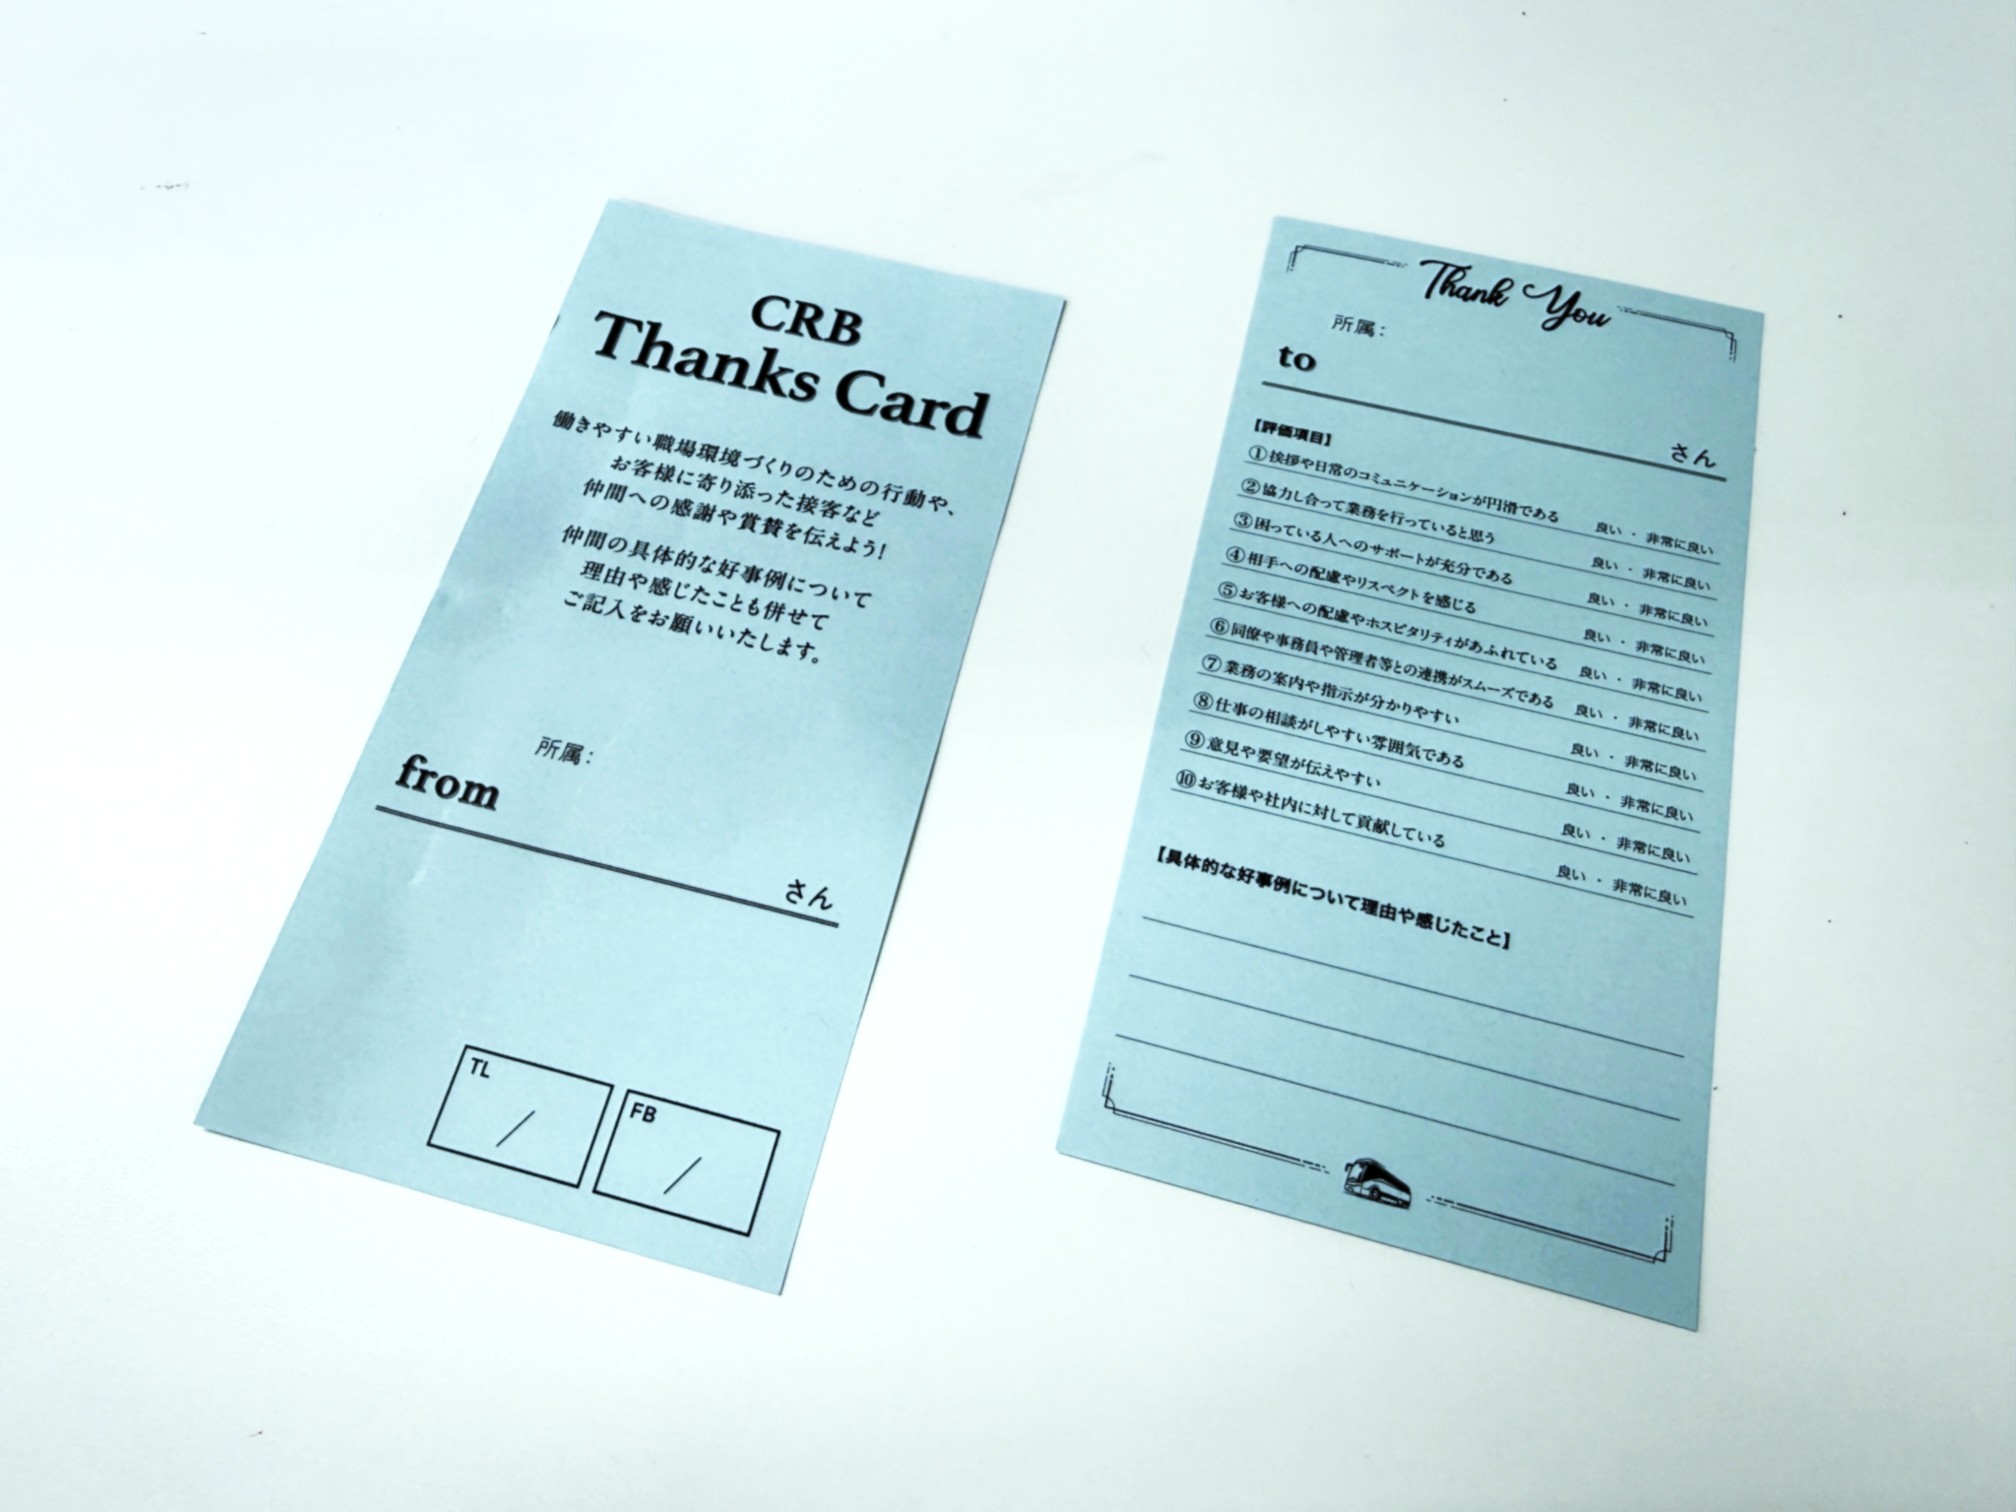 CRB
Thanks Card
働きやすい職場環境づくりのための行動や、
お客様に寄り添った接客など
仲間への感謝や賞賛を伝えよう!
仲間の具体的な好事例について
理由や感じたことも併せて
ご記入をお願いいたします。
所属:
from
さん
TL
/
FB
/
Thank You
所属:
to
さん
【評価項目】
①挨拶や日常のコミュニケーションが円滑である 良い ・ 非常に良い
②協力し合って業務を行っていると思う 良い ・ 非常に良い
③困っている人へのサポートが充分である 良い ・ 非常に良い
④相手への配慮やリスペクトを感じる 良い ・ 非常に良い
⑤お客様への配慮やホスピタリティがあふれている 良い ・ 非常に良い
⑥同僚や事務員や管理者等との連携がスムーズである 良い ・ 非常に良い
⑦業務の案内や指示が分かりやすい 良い ・ 非常に良い
⑧仕事の相談がしやすい雰囲気である 良い ・ 非常に良い
⑨意見や要望が伝えやすい 良い ・ 非常に良い
⑩お客様や社内に対して貢献している 良い ・ 非常に良い
【具体的な好事例について理由や感じたこと】